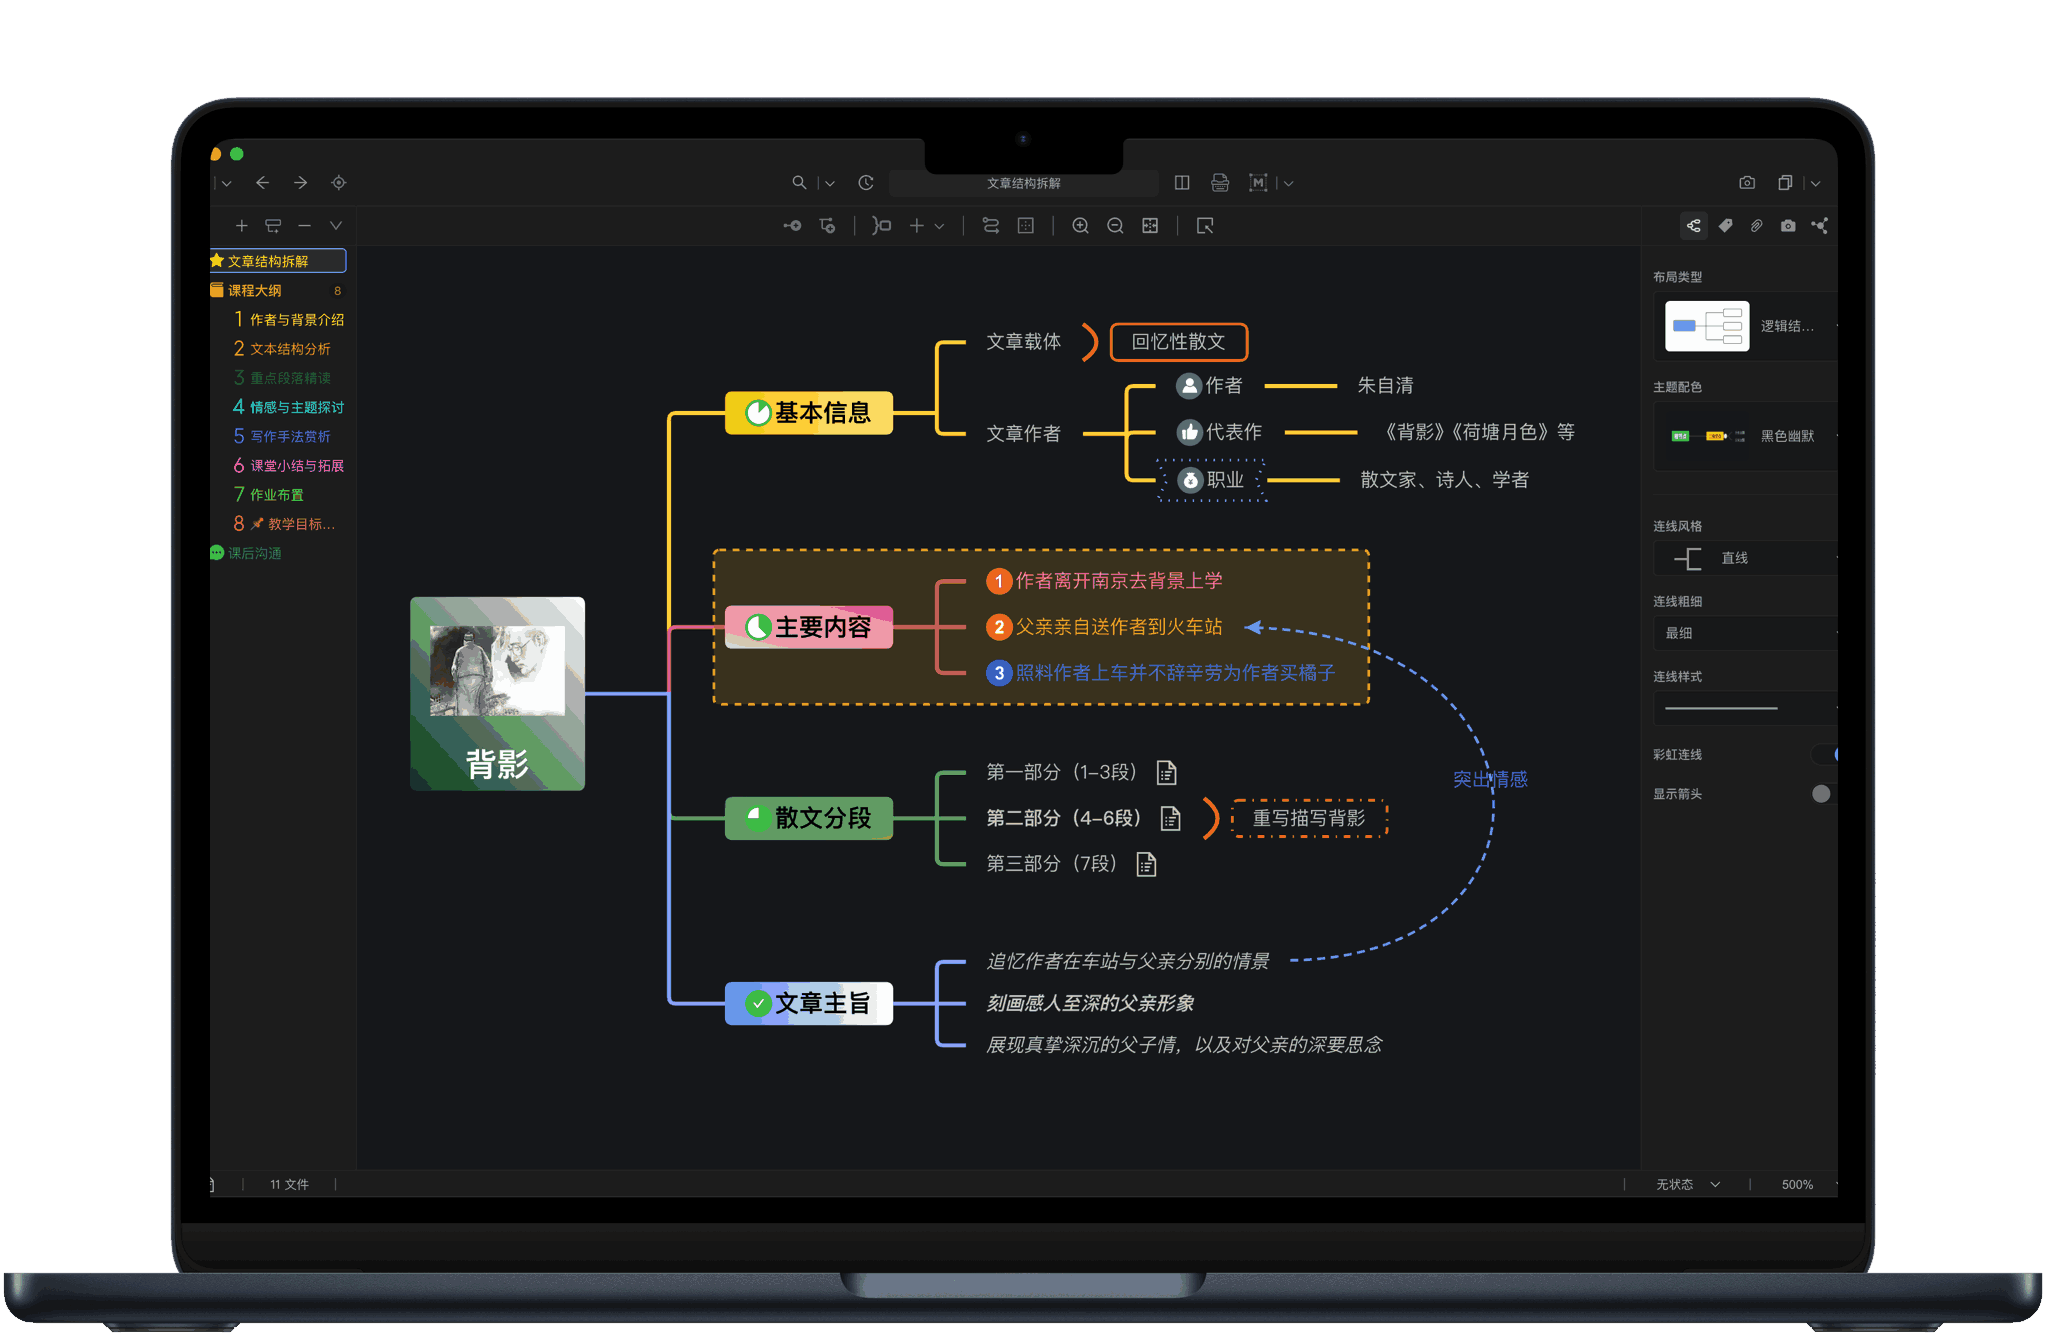 文章结构拆解
文章结构拆解
课程大纲 8
1 作者与背景介绍
2 文本结构分析
3 重点段落精读
4 情感与主题探讨
5 写作手法赏析
6 课堂小结与拓展
7 作业布置
8 教学目标...
课后沟通
背影
基本信息
文章载体
回忆性散文
文章作者
作者
朱自清
代表作
《背影》《荷塘月色》等
职业
散文家、诗人、学者
主要内容
1 作者离开南京去背景上学
2 父亲亲自送作者到火车站
3 照料作者上车并不辞辛劳为作者买橘子
散文分段
第一部分（1-3段）
第二部分（4-6段）
重写描写背影
第三部分（7段）
突出情感
文章主旨
追忆作者在车站与父亲分别的情景
刻画感人至深的父亲形象
展现真挚深沉的父子情，以及对父亲的深要思念
布局类型
逻辑结...
主题配色
黑色幽默
连线风格
直线
连线粗细
最细
连线样式
彩虹连线
显示箭头
11 文件
无状态
500%